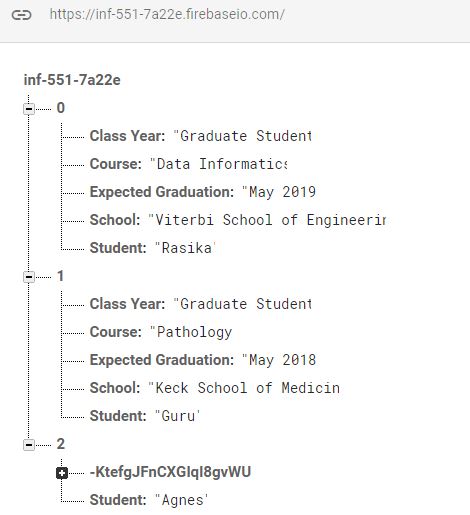 https://inf-551-7a22e.firebaseio.com/
inf-551-7a22e
0
Class Year: "Graduate Student
Course: "Data Informatics
Expected Graduation: "May 2019
School: "Viterbi School of Engineerin
Student: "Rasika"
1
Class Year: "Graduate Student
Course: "Pathology
Expected Graduation: "May 2018
School: "Keck School of Medicin
Student: "Guru"
2
-KtefgJFnCXGlql8gvWU
Student: "Agnes"